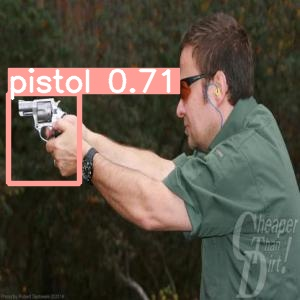 pistol 0.71
Cheaper
Than
Dirt!